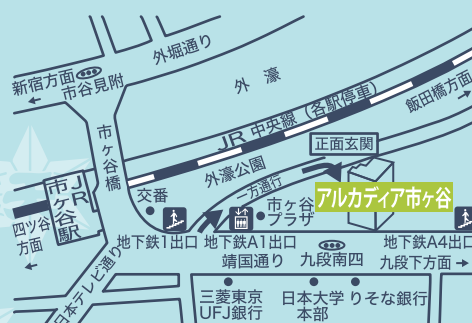 外堀通り
新宿方面
市谷見附
外 濠
飯田橋方面
JR 中央線（各駅停車）
市ヶ谷橋
正面玄関
外濠公園
一方通行
アルカディア市ヶ谷
JR
市ヶ谷駅
交番
市ヶ谷
プラザ
四ツ谷
方面
地下鉄1出口
地下鉄A1出口
地下鉄A4出口
靖国通り
九段南四
九段下方面
日本テレビ通り
三菱東京
UFJ銀行
日本大学
本部
りそな銀行